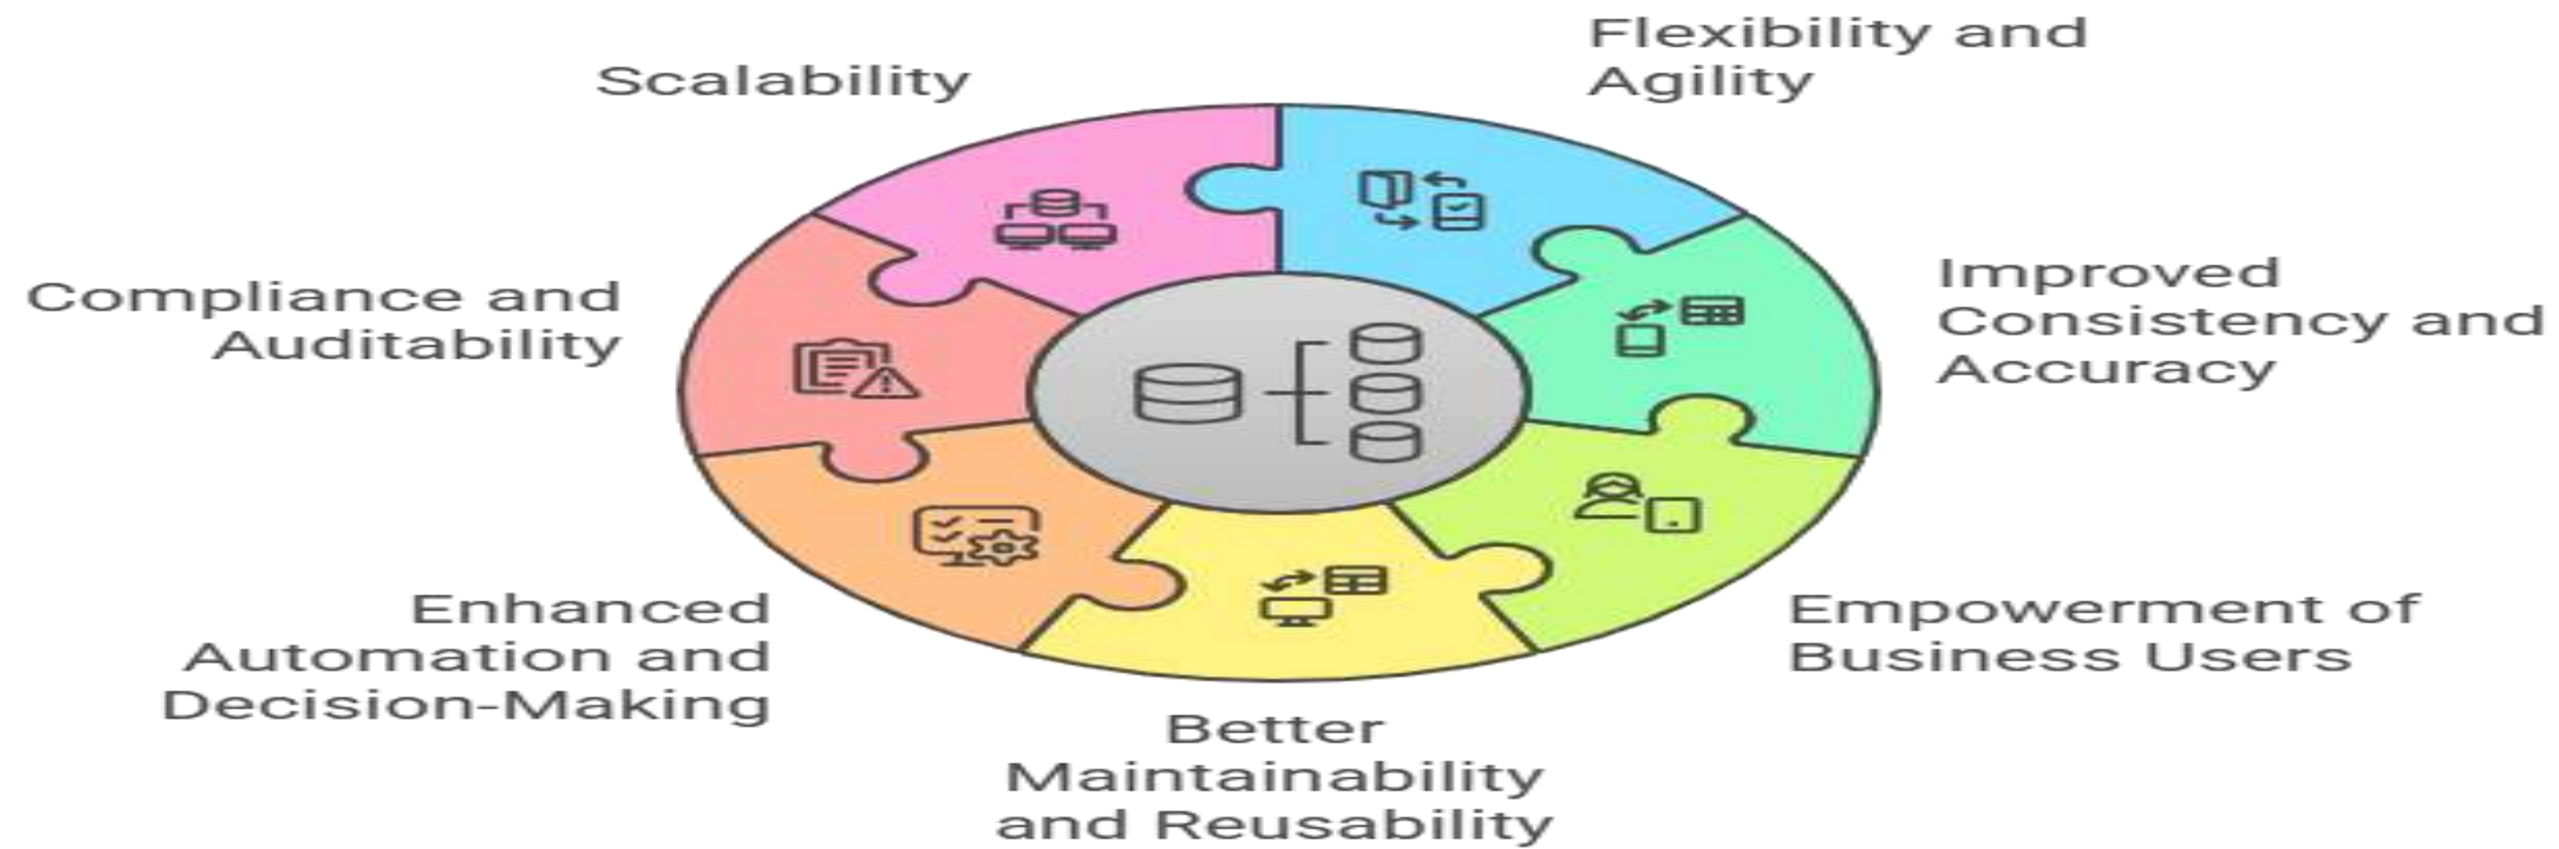 Scalability
Flexibility and
Agility
Compliance and
Auditability
Improved
Consistency and
Accuracy
Enhanced
Automation and
Decision-Making
Empowerment of
Business Users
Better
Maintainability
and Reusability